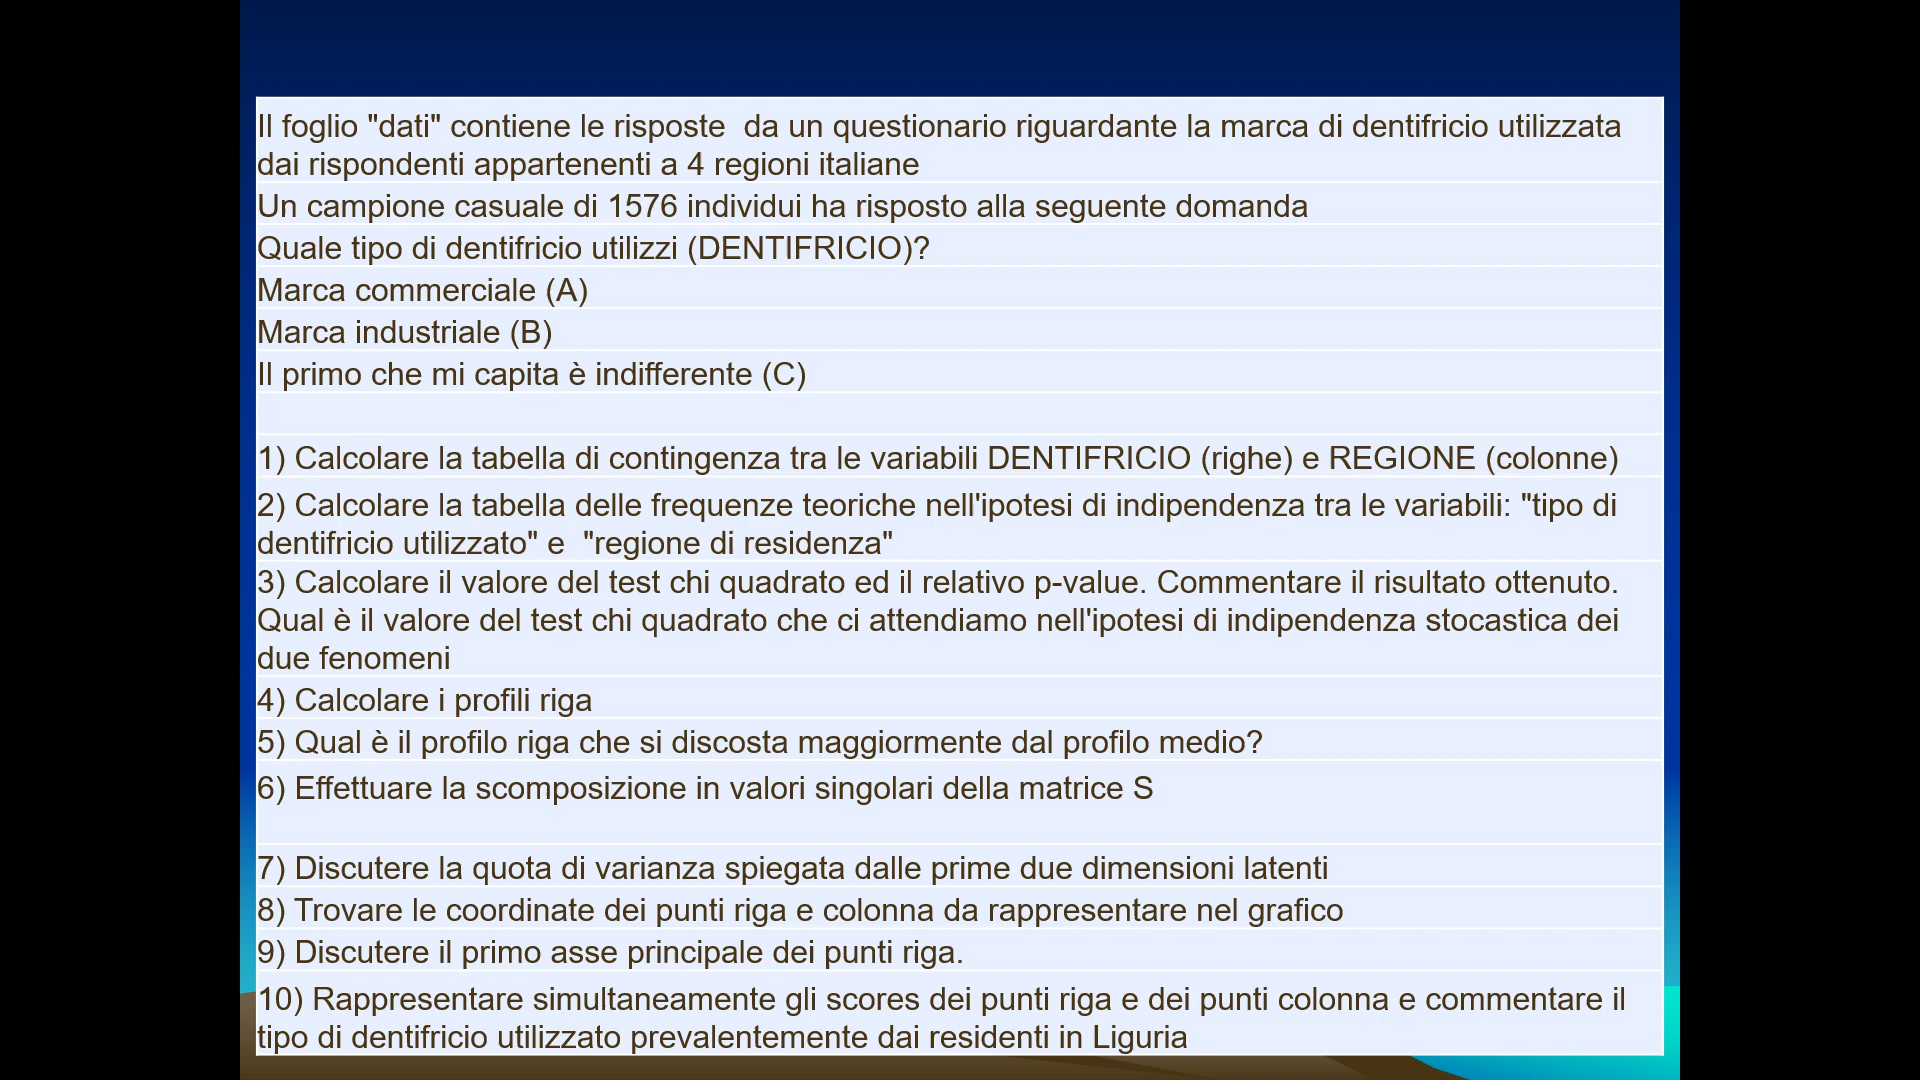 Il foglio "dati" contiene le risposte  da un questionario riguardante la marca di dentifricio utilizzata
dai rispondenti appartenenti a 4 regioni italiane
Un campione casuale di 1576 individui ha risposto alla seguente domanda
Quale tipo di dentifricio utilizzi (DENTIFRICIO)?
Marca commerciale (A)
Marca industriale (B)
Il primo che mi capita è indifferente (C)
1) Calcolare la tabella di contingenza tra le variabili DENTIFRICIO (righe) e REGIONE (colonne)
2) Calcolare la tabella delle frequenze teoriche nell'ipotesi di indipendenza tra le variabili: "tipo di
dentifricio utilizzato" e  "regione di residenza"
3) Calcolare il valore del test chi quadrato ed il relativo p-value. Commentare il risultato ottenuto.
Qual è il valore del test chi quadrato che ci attendiamo nell'ipotesi di indipendenza stocastica dei
due fenomeni
4) Calcolare i profili riga
5) Qual è il profilo riga che si discosta maggiormente dal profilo medio?
6) Effettuare la scomposizione in valori singolari della matrice S
7) Discutere la quota di varianza spiegata dalle prime due dimensioni latenti
8) Trovare le coordinate dei punti riga e colonna da rappresentare nel grafico
9) Discutere il primo asse principale dei punti riga.
10) Rappresentare simultaneamente gli scores dei punti riga e dei punti colonna e commentare il
tipo di dentifricio utilizzato prevalentemente dai residenti in Liguria